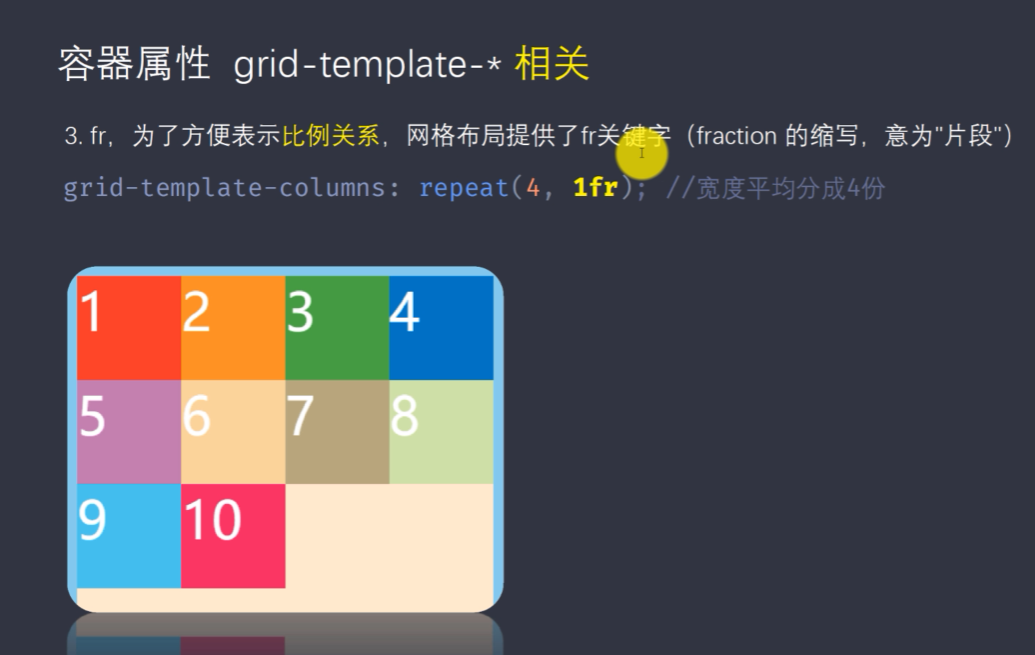 容器属性 grid-template-* 相关
3. fr，为了方便表示比例关系，网格布局提供了fr关键字（fraction 的缩写，意为"片段"）
grid-template-columns: repeat(4, 1fr); //宽度平均分成4份
1 2 3 4
5 6 7 8
9 10